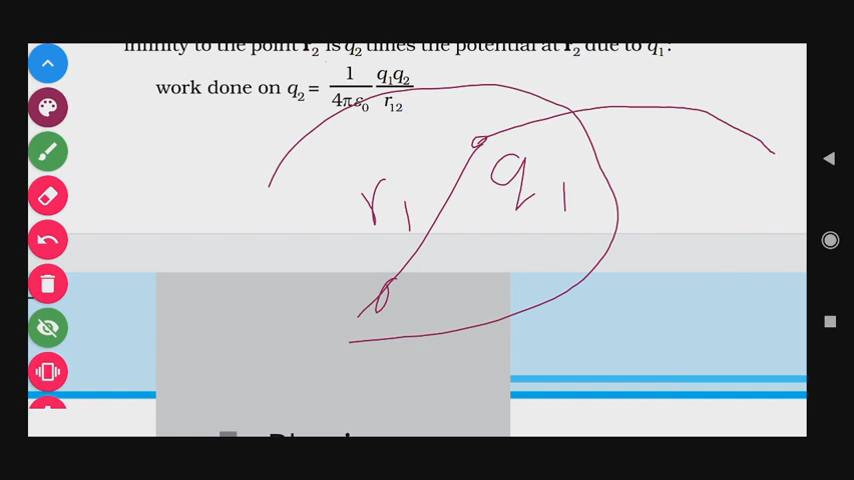 infinity to the point r₂ is q₂ times the potential at r₂ due to q₁:
work done on q₂ = 1/4πε₀ q₁q₂/r₁₂
q1
r1